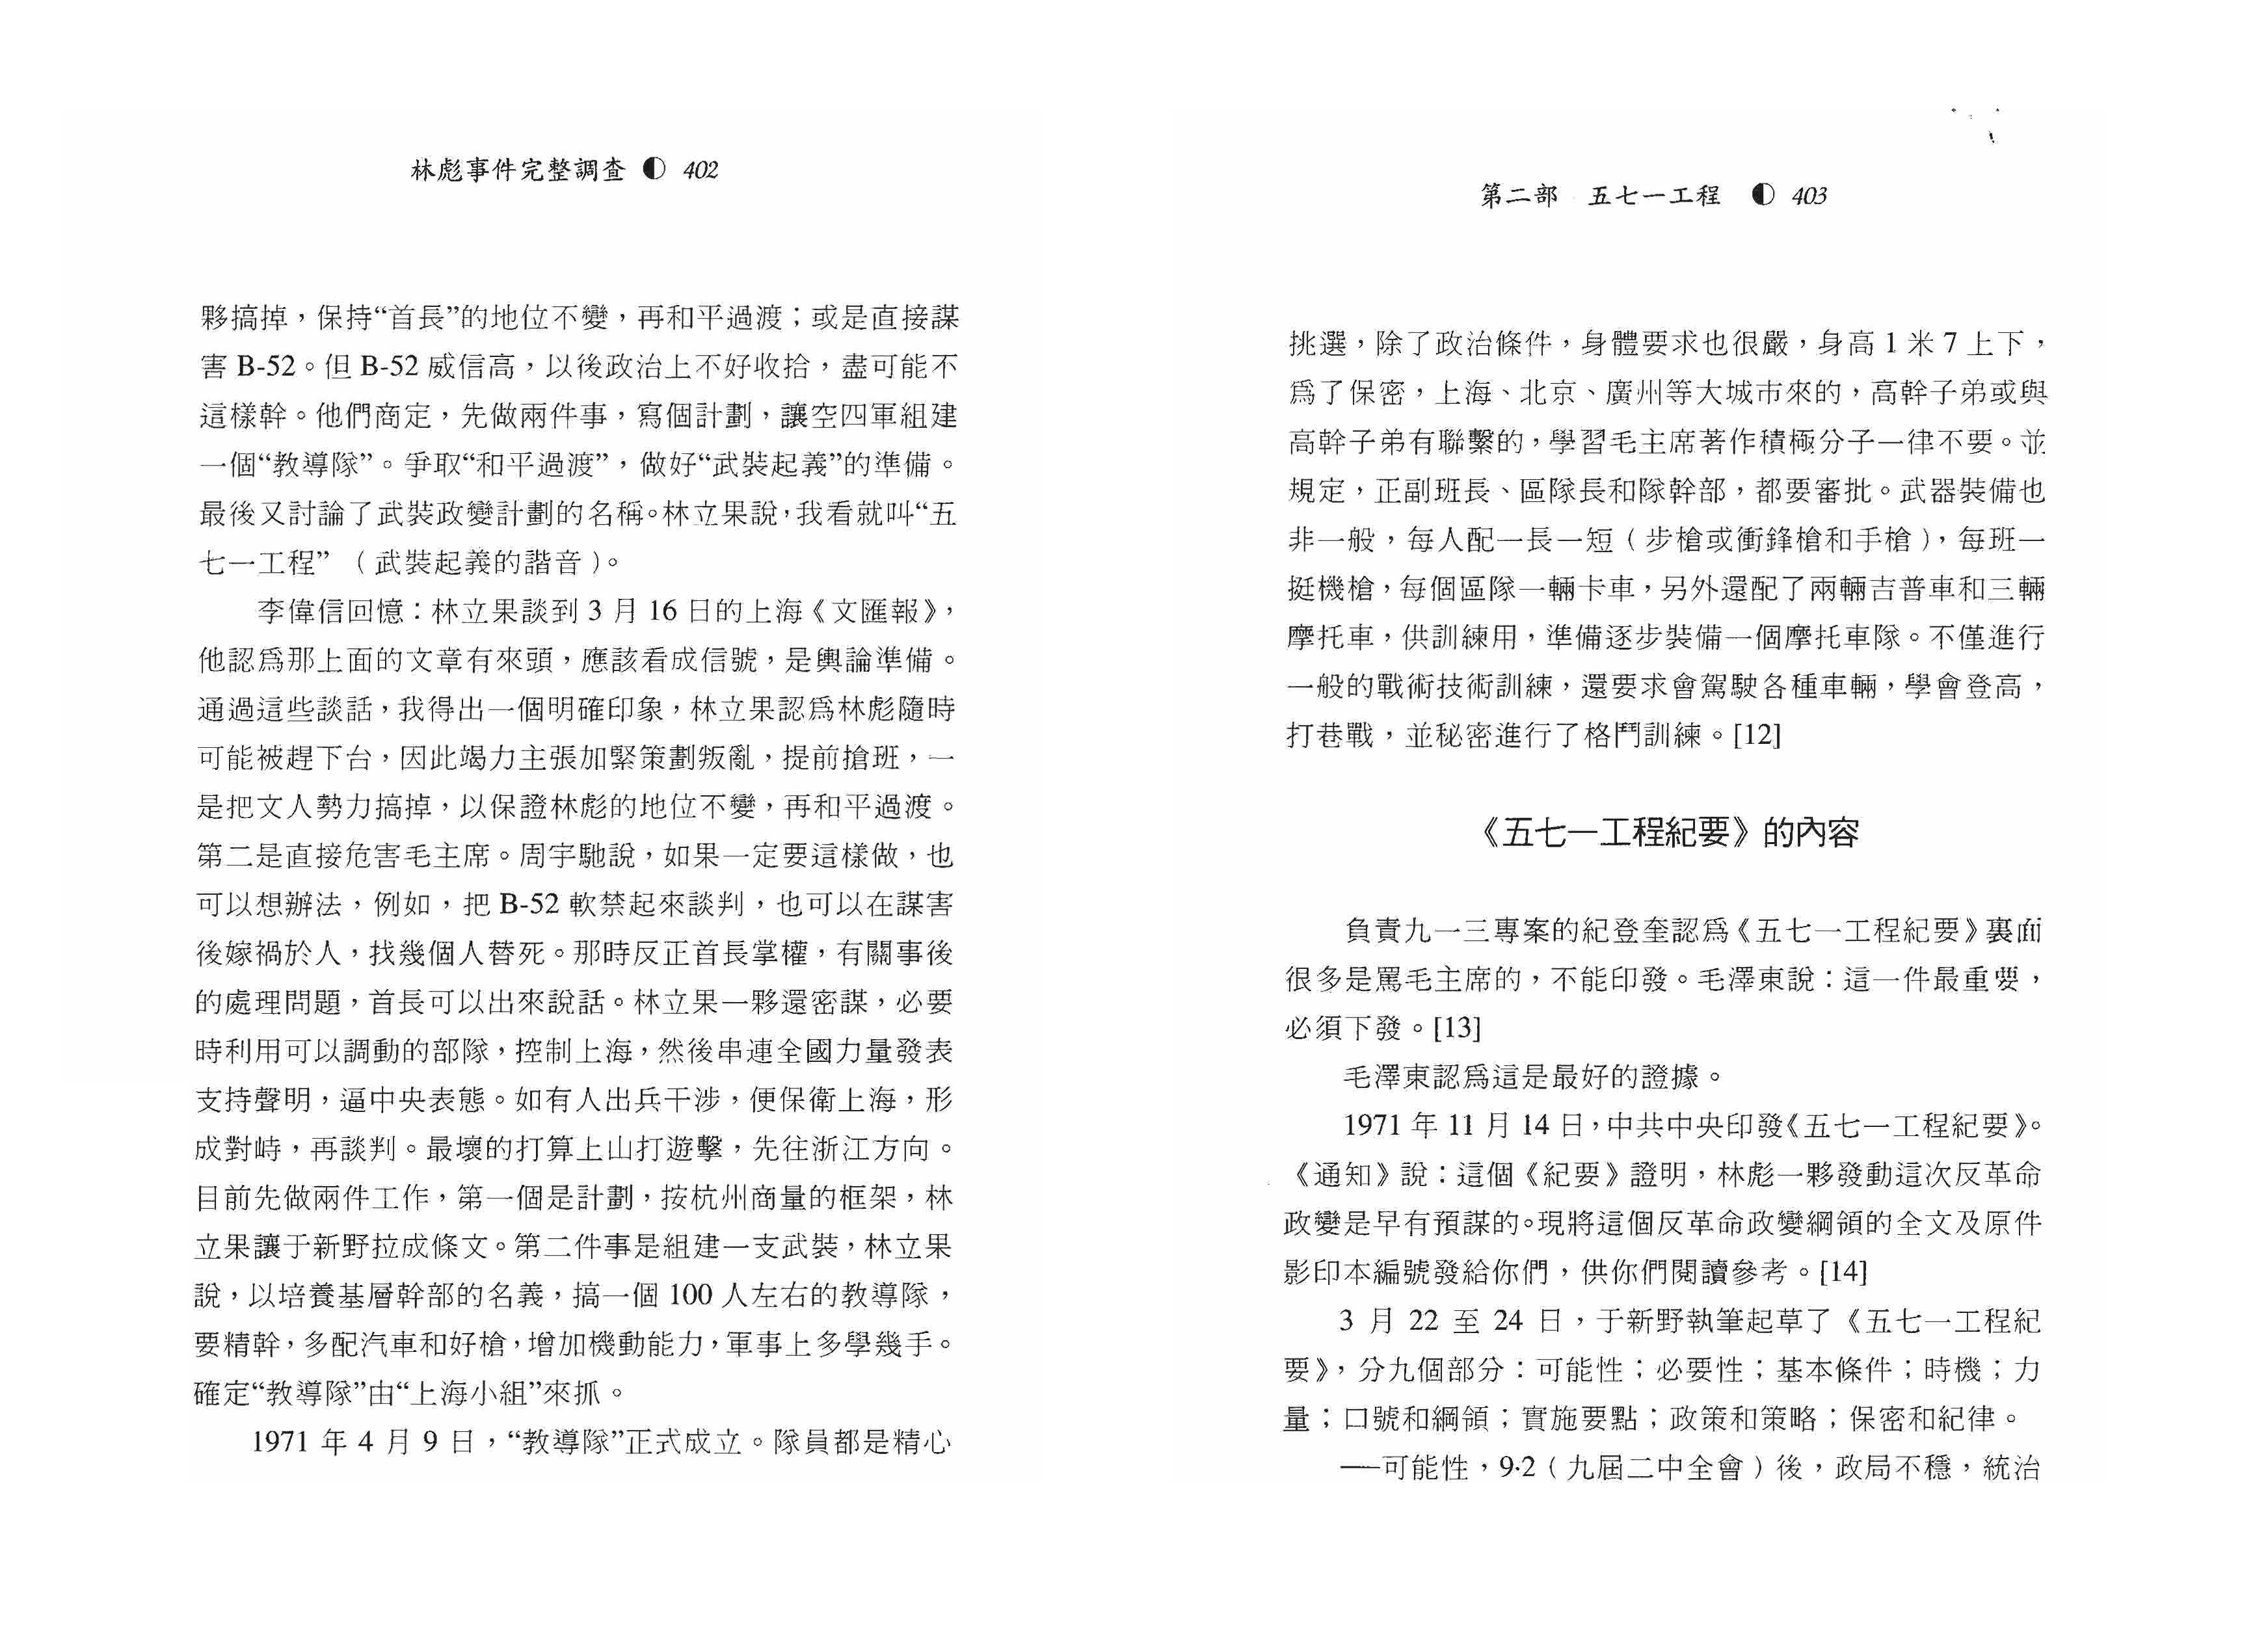 林彪事件完整調查 ◐ 402
夥搞掉，保持“首長”的地位不變，再和平過渡；或是直接謀
害 B-52。但 B-52 威信高，以後政治上不好收拾，盡可能不
這樣幹。他們商定，先做兩件事，寫個計劃，讓空四軍組建
一個“教導隊”。爭取“和平過渡”，做好“武裝起義”的準備。
最後又討論了武裝政變計劃的名稱。林立果說，我看就叫“五
七一工程”（武裝起義的諧音）。
李偉信回憶：林立果談到 3 月 16 日的上海《文匯報》，
他認爲那上面的文章有來頭，應該看成信號，是輿論準備。
通過這些談話，我得出一個明確印象，林立果認爲林彪隨時
可能被趕下台，因此竭力主張加緊策劃叛亂，提前搶班，一
是把文人勢力搞掉，以保證林彪的地位不變，再和平過渡。
第二是直接危害毛主席。周宇馳說，如果一定要這樣做，也
可以想辦法，例如，把 B-52 軟禁起來談判，也可以在謀害
後嫁禍於人，找幾個人替死。那時反正首長掌權，有關事後
的處理問題，首長可以出來說話。林立果一夥還密謀，必要
時利用可以調動的部隊，控制上海，然後串連全國力量發表
支持聲明，逼中央表態。如有人出兵干涉，便保衛上海，形
成對峙，再談判。最壞的打算上山打遊擊，先往浙江方向。
目前先做兩件工作，第一個是計劃，按杭州商量的框架，林
立果讓于新野拉成條文。第二件事是組建一支武裝，林立果
說，以培養基層幹部的名義，搞一個 100 人左右的教導隊，
要精幹，多配汽車和好槍，增加機動能力，軍事上多學幾手。
確定“教導隊”由“上海小組”來抓。
1971 年 4 月 9 日，“教導隊”正式成立。隊員都是精心
第二部 五七一工程 ◐ 403
挑選，除了政治條件，身體要求也很嚴，身高 1 米 7 上下，
爲了保密，上海、北京、廣州等大城市來的，高幹子弟或與
高幹子弟有聯繫的，學習毛主席著作積極分子一律不要。並
規定，正副班長、區隊長和隊幹部，都要審批。武器裝備也
非一般，每人配一長一短（步槍或衝鋒槍和手槍），每班一
挺機槍，每個區隊一輛卡車，另外還配了兩輛吉普車和三輛
摩托車，供訓練用，準備逐步裝備一個摩托車隊。不僅進行
一般的戰術技術訓練，還要求會駕駛各種車輛，學會登高，
打巷戰，並秘密進行了格鬥訓練。[12]
《五七一工程紀要》的內容
負責九一三專案的紀登奎認爲《五七一工程紀要》裏面
很多是罵毛主席的，不能印發。毛澤東說：這一件最重要，
必須下發。[13]
毛澤東認爲這是最好的證據。
1971 年 11 月 14 日，中共中央印發《五七一工程紀要》。
《通知》說：這個《紀要》證明，林彪一夥發動這次反革命
政變是早有預謀的。現將這個反革命政變綱領的全文及原件
影印本編號發給你們，供你們閱讀參考。[14]
3 月 22 至 24 日，于新野執筆起草了《五七一工程紀
要》，分九個部分：可能性；必要性；基本條件；時機；力
量；口號和綱領；實施要點；政策和策略；保密和紀律。
──可能性，9·2（九屆二中全會）後，政局不穩，統治